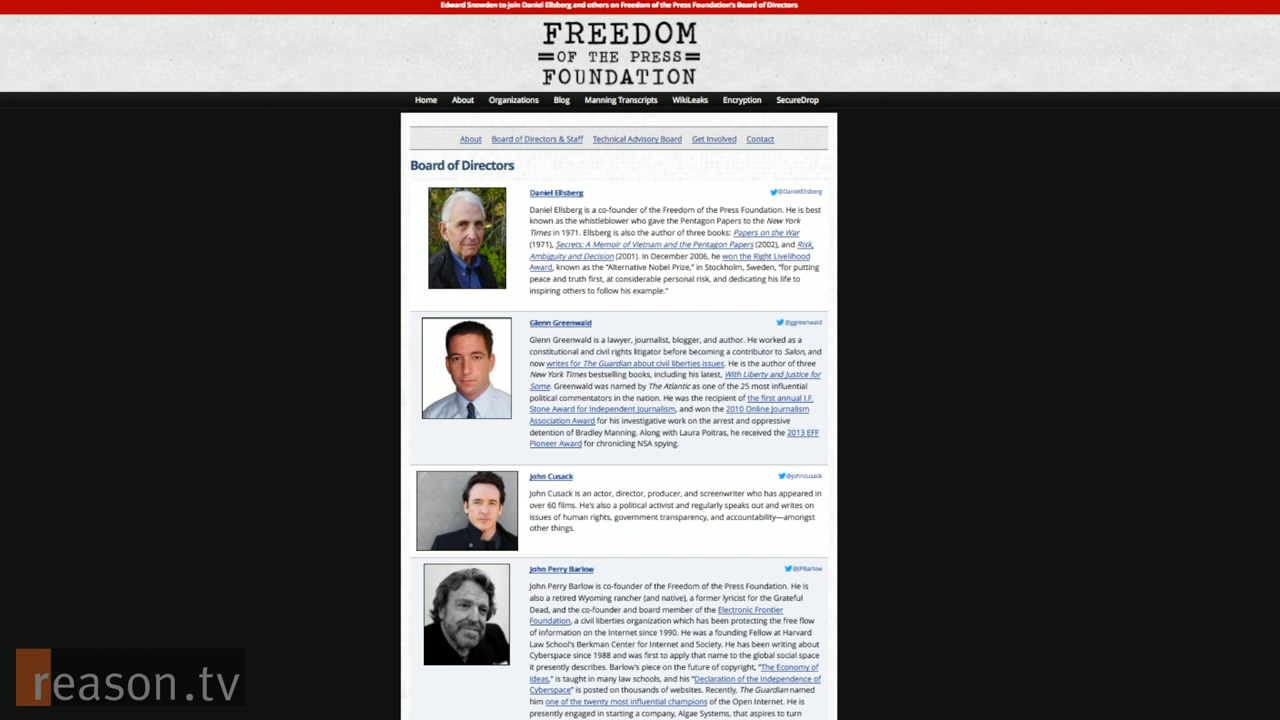 Edward Snowden to Join Daniel Ellsberg and others on Freedom of the Press Foundation's Board of Directors
FREEDOM
OF THE PRESS
FOUNDATION
Home About Organizations Blog Manning Transcripts WikiLeaks Encryption SecureDrop
About Board of Directors & Staff Technical Advisory Board Get Involved Contact
Board of Directors
Daniel Ellsberg @DanielEllsberg
Daniel Ellsberg is a co-founder of the Freedom of the Press Foundation. He is best
known as the whistleblower who gave the Pentagon Papers to the New York
Times in 1971. Ellsberg is also the author of three books: Papers on the War
(1971), Secrets: A Memoir of Vietnam and the Pentagon Papers (2002), and Risk,
Ambiguity and Decision (2001). In December 2006, he won the Right Livelihood
Award, known as the "Alternative Nobel Prize," in Stockholm, Sweden, "for putting
peace and truth first, at considerable personal risk, and dedicating his life to
inspiring others to follow his example."
Glenn Greenwald @ggreenwald
Glenn Greenwald is a lawyer, journalist, blogger, and author. He worked as a
constitutional and civil rights litigator before becoming a contributor to Salon, and
now writes for The Guardian about civil liberties issues. He is the author of three
New York Times bestselling books, including his latest, With Liberty and Justice for
Some. Greenwald was named by The Atlantic as one of the 25 most influential
political commentators in the nation. He was the recipient of the first annual I.F.
Stone Award for Independent Journalism, and won the 2010 Online Journalism
Association Award for his investigative work on the arrest and oppressive
detention of Bradley Manning. Along with Laura Poitras, he received the 2013 EFF
Pioneer Award for chronicling NSA spying.
John Cusack @johncusack
John Cusack is an actor, director, producer, and screenwriter who has appeared in
over 60 films. He's also a political activist and regularly speaks out and writes on
issues of human rights, government transparency, and accountability—amongst
other things.
John Perry Barlow @JPBarlow
John Perry Barlow is co-founder of the Freedom of the Press Foundation. He is
also a retired Wyoming rancher (and native), a former lyricist for the Grateful
Dead, and the co-founder and board member of the Electronic Frontier
Foundation, a civil liberties organization which has been protecting the free flow
of information on the Internet since 1990. He was a founding Fellow at Harvard
Law School's Berkman Center for Internet and Society. He has been writing about
Cyberspace since 1988 and was first to apply that name to the global social space
it presently describes. Barlow's piece on the future of copyright, "The Economy of
Ideas," is taught in many law schools, and his "Declaration of the Independence of
Cyberspace" is posted on thousands of websites. Recently, The Guardian named
him one of the twenty most influential champions of the Open Internet. He is
presently engaged in starting a company, Algae Systems, that aspires to turn
reason.tv